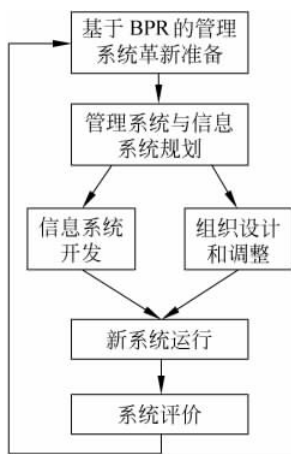 基于 BPR 的管理
系统革新准备
管理系统与信息
系统规划
信息系统
开发
组织设计
和调整
新系统运行
系统评价